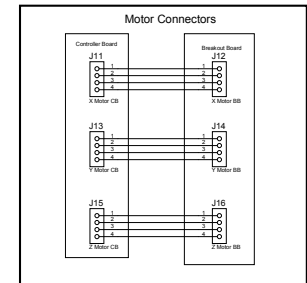 Motor Connectors
Controller Board
Breakout Board
J11
J12
1 1
2 2
3 3
4 4
X Motor CB
X Motor BB
J13
J14
1 1
2 2
3 3
4 4
Y Motor CB
Y Motor BB
J15
J16
1 1
2 2
3 3
4 4
Z Motor CB
Z Motor BB